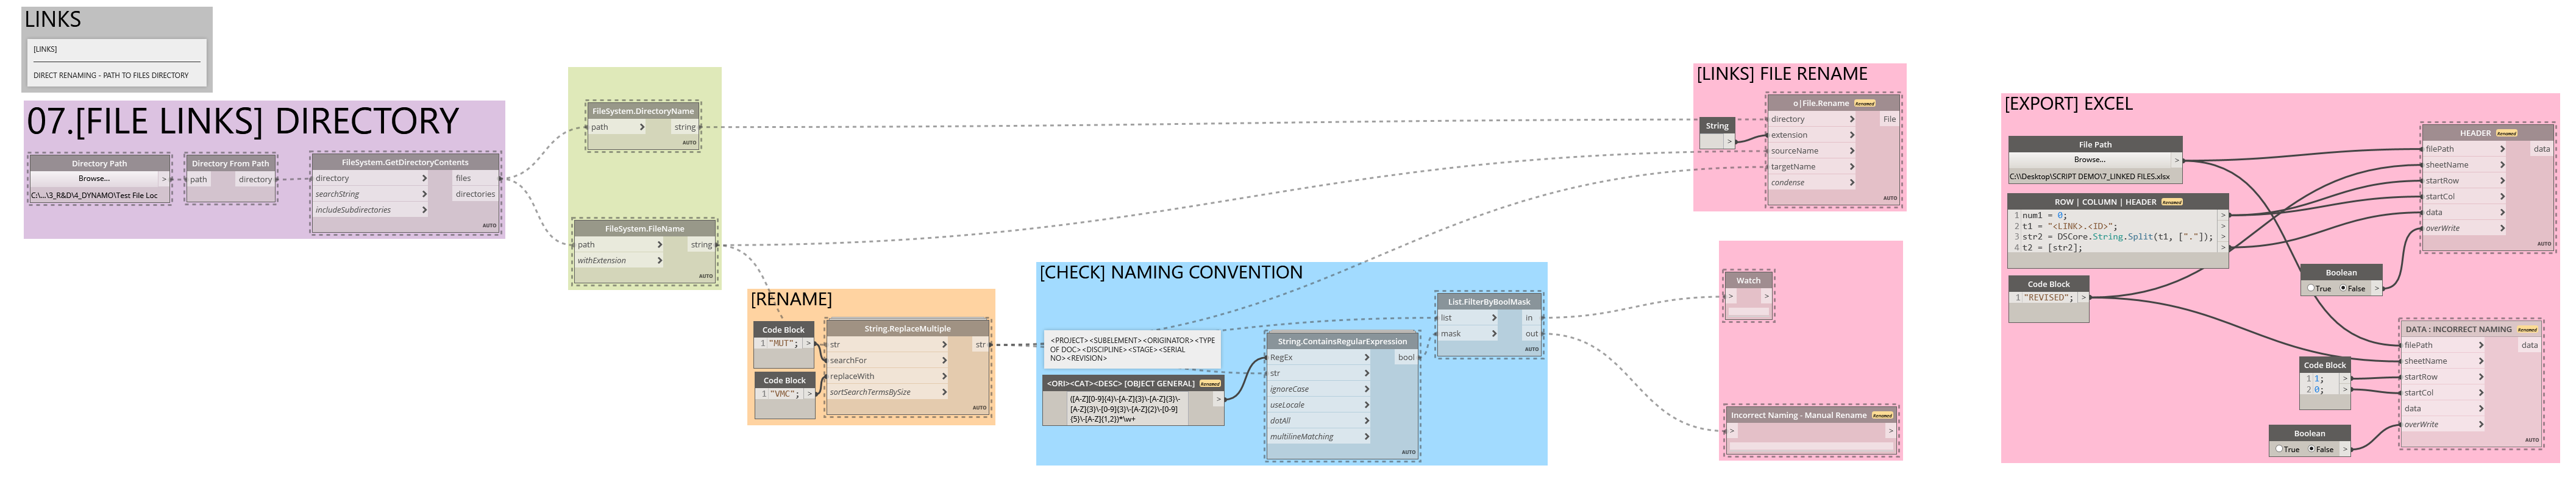 LINKS
[LINKS]
DIRECT RENAMING - PATH TO FILES DIRECTORY
07.[FILE LINKS] DIRECTORY
Directory Path
Browse...
>
C:\...\3_R&D\4_DYNAMO\Test File Loc
Directory From Path
path
directory
FileSystem.GetDirectoryContents
directory
files
searchString
directories
includeSubdirectories
AUTO
FileSystem.DirectoryName
path
string
AUTO
FileSystem.FileName
path
string
withExtension
AUTO
[RENAME]
Code Block
1 "MUT"; >
Code Block
1 "VMC"; >
String.ReplaceMultiple
str
str
searchFor
replaceWith
sortSearchTermsBySize
AUTO
[CHECK] NAMING CONVENTION
<PROJECT><SUBELEMENT><ORIGINATOR><TYPE
OF DOC><DISCIPLINE><STAGE><SERIAL
NO><REVISION>
<ORI><CAT><DESC> [OBJECT GENERAL] Renamed
([A-Z][0-9]{4}\-[A-Z]{3}\-[A-Z]{3}\-
[A-Z]{3}\-[0-9]{3}\-[A-Z]{2}\-[0-9]
{5}\-[A-Z]{1,2})*\w+
>
String.ContainsRegularExpression
RegEx
bool
str
ignoreCase
useLocale
dotAll
multilineMatching
AUTO
List.FilterByBoolMask
list
in
mask
out
AUTO
[LINKS] FILE RENAME
String
>
o|File.Rename Renamed
directory
File
extension
sourceName
targetName
condense
AUTO
Watch
> >
Incorrect Naming - Manual Rename Renamed
> >
[EXPORT] EXCEL
File Path
Browse...
>
C:\\Desktop\SCRIPT DEMO\7_LINKED FILES.xlsx
ROW | COLUMN | HEADER Renamed
1 num1 = 0; >
2 t1 = "<LINK>.<ID>"; >
3 str2 = DSCore.String.Split(t1, ["."]); >
4 t2 = [str2]; >
Code Block
1 "REVISED"; >
HEADER Renamed
filePath
data
sheetName
startRow
startCol
data
overWrite
AUTO
Boolean
True False >
DATA : INCORRECT NAMING Renamed
filePath
data
sheetName
startRow
startCol
data
overWrite
AUTO
Code Block
1 1; >
2 0; >
Boolean
True False >